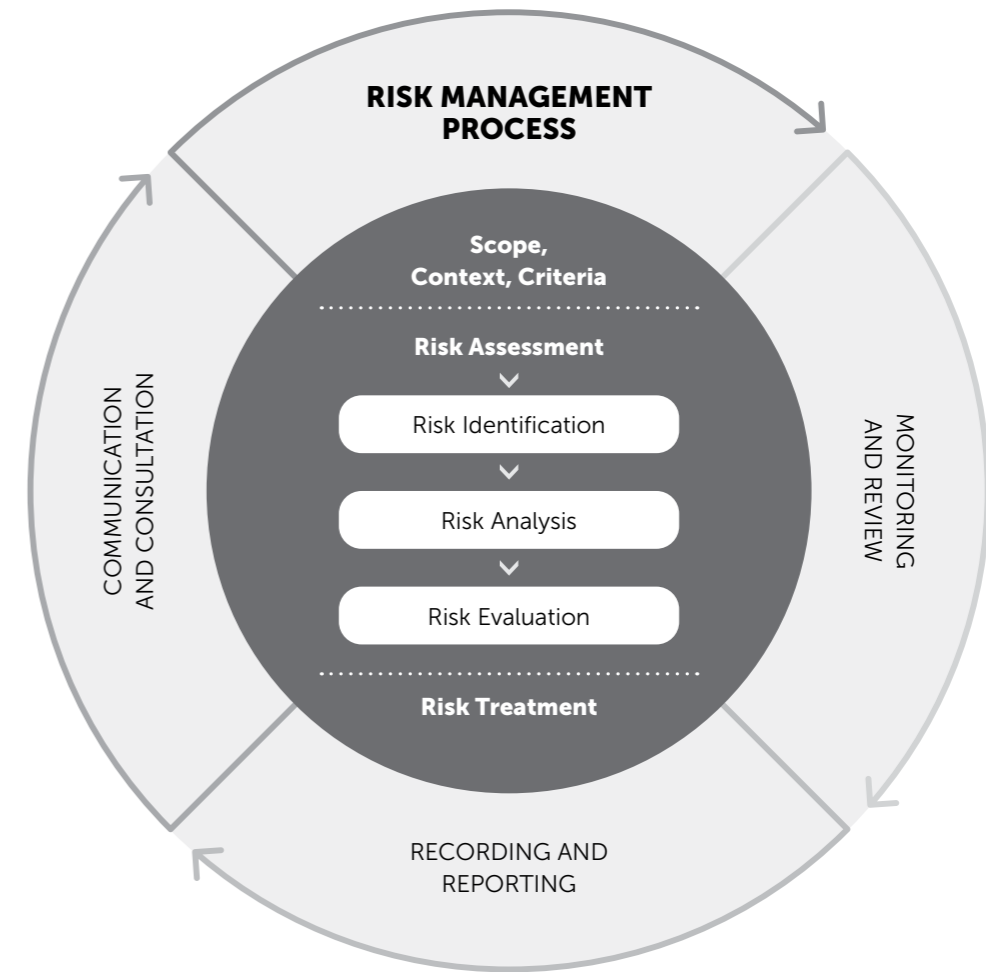 RISK MANAGEMENT
PROCESS
Scope,
Context, Criteria
Risk Assessment
Risk Identification
Risk Analysis
Risk Evaluation
Risk Treatment
COMMUNICATION
AND CONSULTATION
MONITORING
AND REVIEW
RECORDING AND
REPORTING